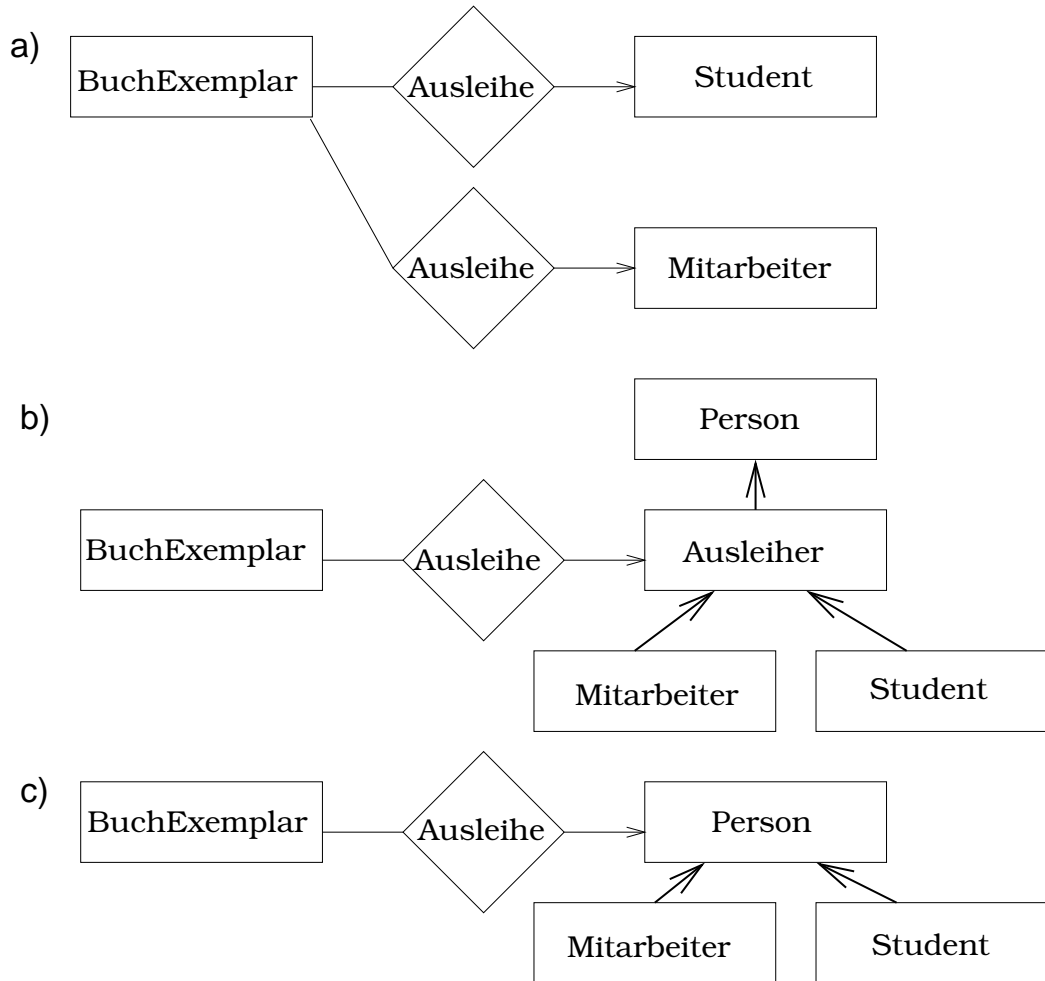 a)
BuchExemplar
Ausleihe
Student
Ausleihe
Mitarbeiter
b)
Person
BuchExemplar
Ausleihe
Ausleiher
Mitarbeiter
Student
c)
BuchExemplar
Ausleihe
Person
Mitarbeiter
Student